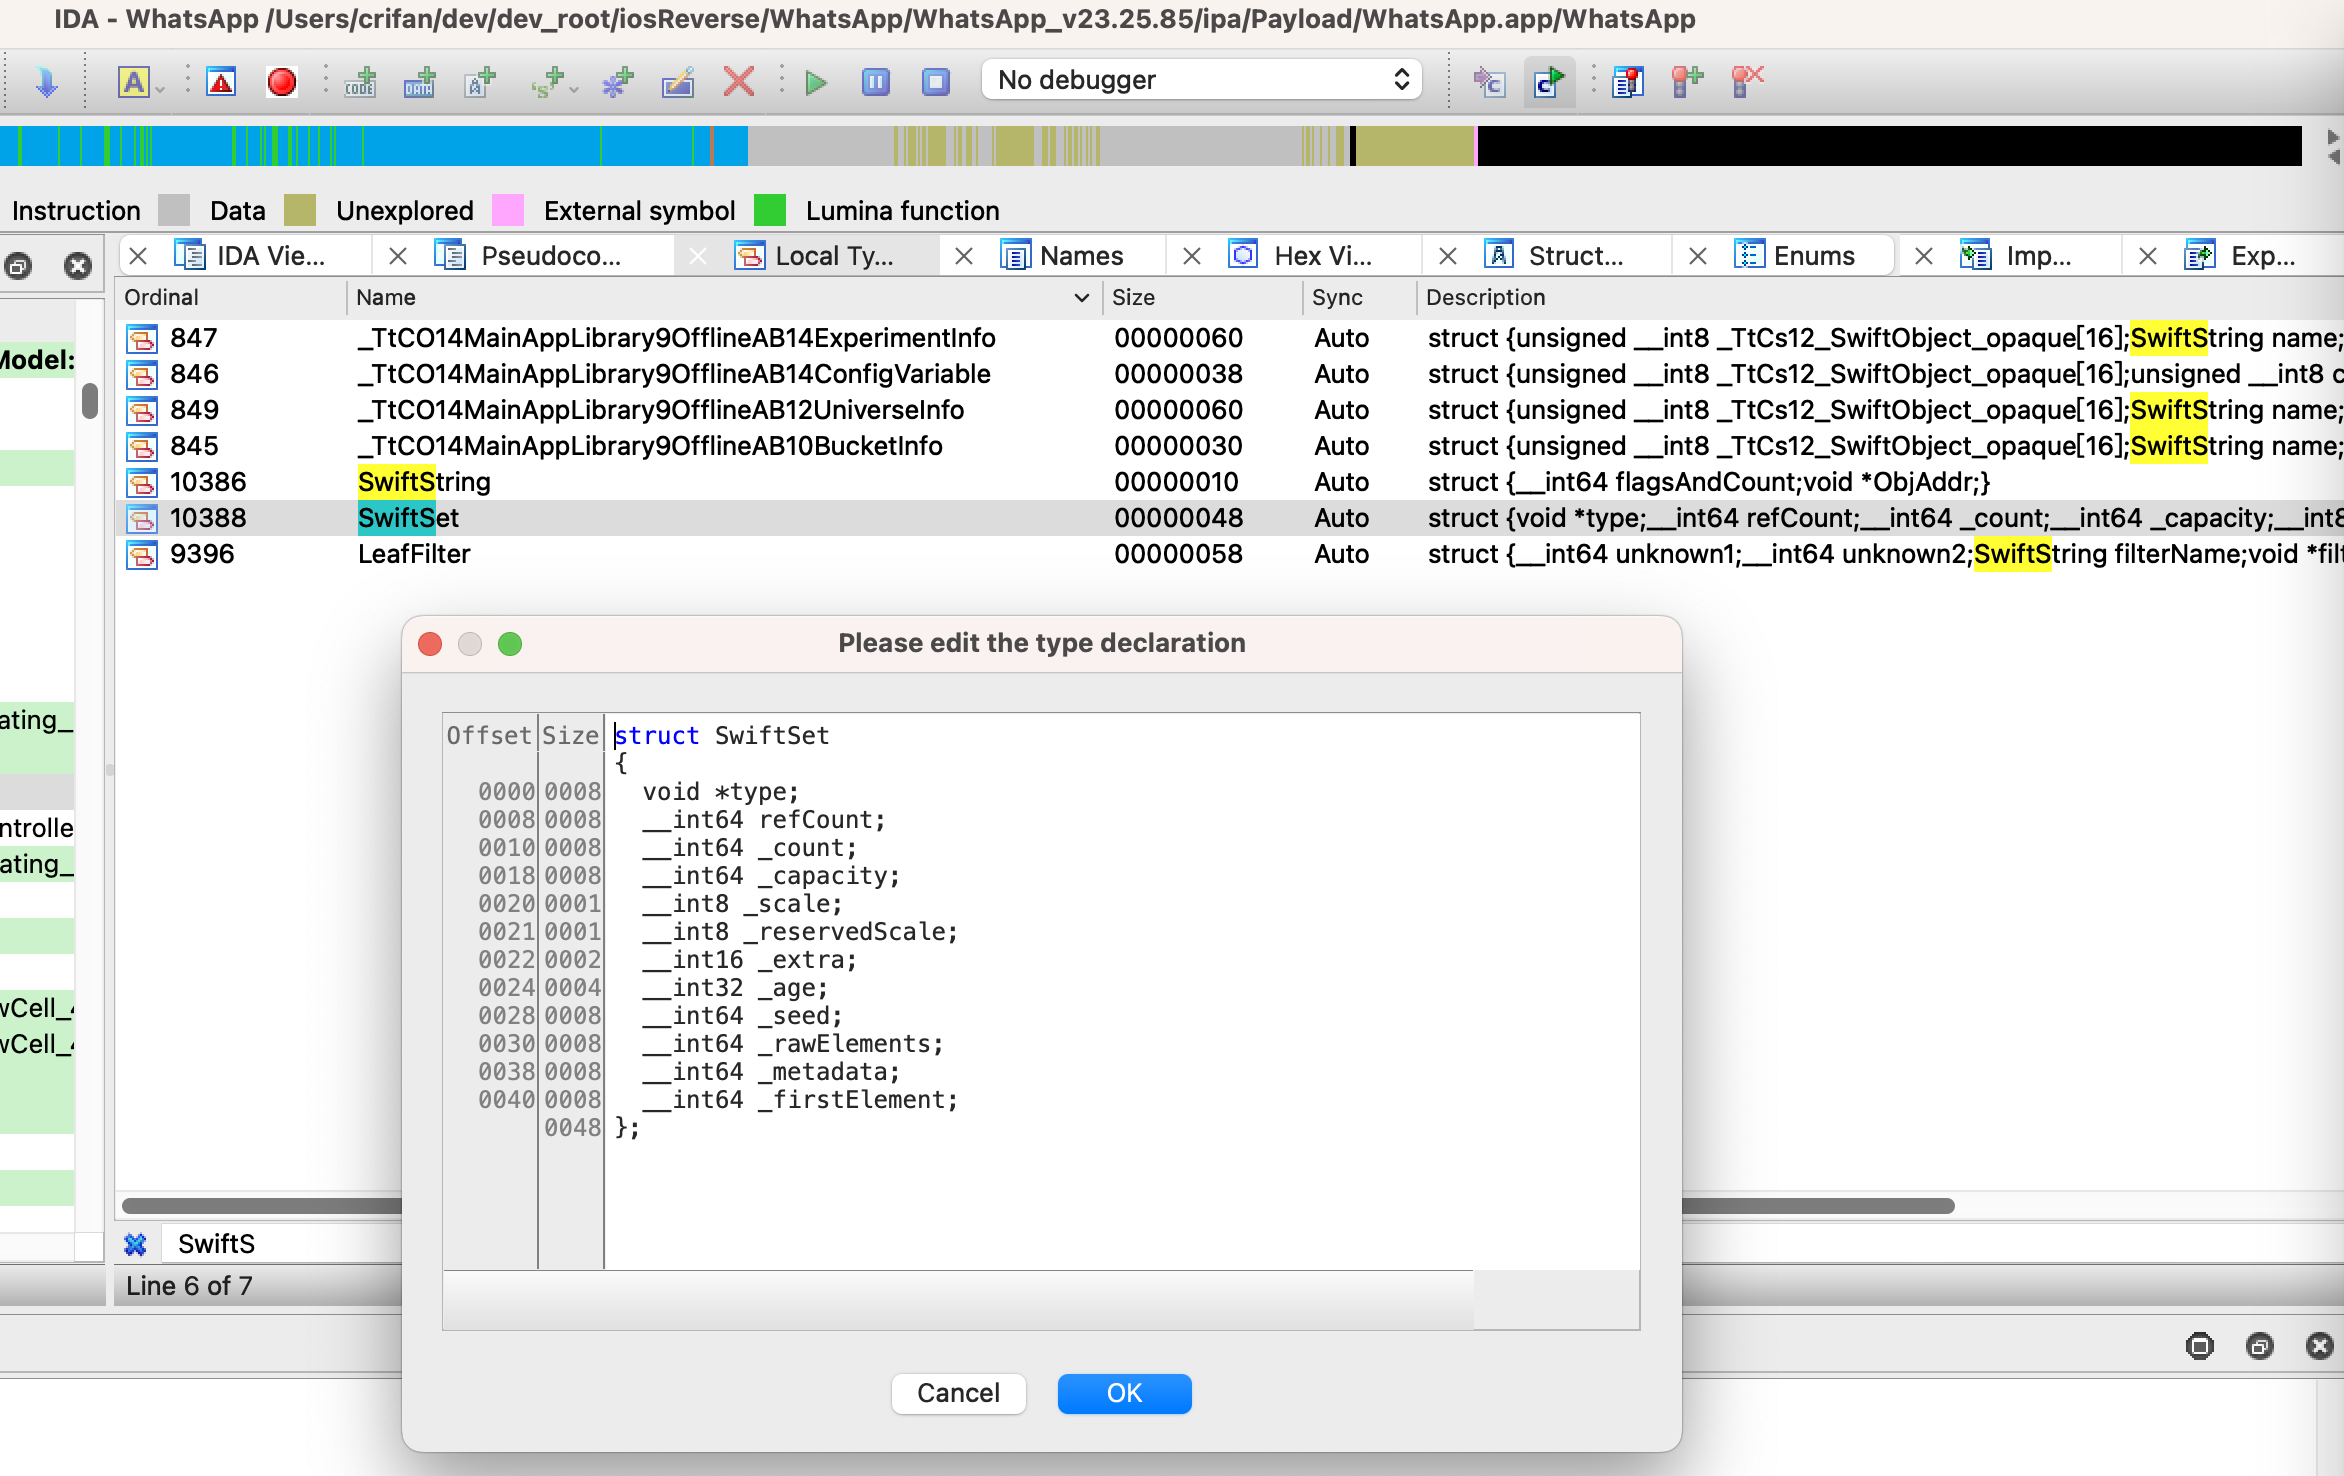 IDA - WhatsApp /Users/crifan/dev/dev_root/iosReverse/WhatsApp/WhatsApp_v23.25.85/ipa/Payload/WhatsApp.app/WhatsApp
No debugger
Instruction Data Unexplored External symbol Lumina function
IDA Vie... Pseudoco... Local Ty... Names Hex Vi... Struct... Enums Imp... Exp...
Ordinal Name Size Sync Description
847 _TtCO14MainAppLibrary9OfflineAB14ExperimentInfo 00000060 Auto struct {unsigned __int8 _TtCs12_SwiftObject_opaque[16];SwiftString name;
846 _TtCO14MainAppLibrary9OfflineAB14ConfigVariable 00000038 Auto struct {unsigned __int8 _TtCs12_SwiftObject_opaque[16];unsigned __int8 c
849 _TtCO14MainAppLibrary9OfflineAB12UniverseInfo 00000060 Auto struct {unsigned __int8 _TtCs12_SwiftObject_opaque[16];SwiftString name;
845 _TtCO14MainAppLibrary9OfflineAB10BucketInfo 00000030 Auto struct {unsigned __int8 _TtCs12_SwiftObject_opaque[16];SwiftString name;
10386 SwiftString 00000010 Auto struct {__int64 flagsAndCount;void *ObjAddr;}
10388 SwiftSet 00000048 Auto struct {void *type;__int64 refCount;__int64 _count;__int64 _capacity;__int8
9396 LeafFilter 00000058 Auto struct {__int64 unknown1;__int64 unknown2;SwiftString filterName;void *filt
Model:
ating_
ntrolle
ating_
wCell_
wCell_
Please edit the type declaration
Offset Size struct SwiftSet
{
0000 0008 void *type;
0008 0008 __int64 refCount;
0010 0008 __int64 _count;
0018 0008 __int64 _capacity;
0020 0001 __int8 _scale;
0021 0001 __int8 _reservedScale;
0022 0002 __int16 _extra;
0024 0004 __int32 _age;
0028 0008 __int64 _seed;
0030 0008 __int64 _rawElements;
0038 0008 __int64 _metadata;
0040 0008 __int64 _firstElement;
0048 };
Cancel OK
SwiftS
Line 6 of 7